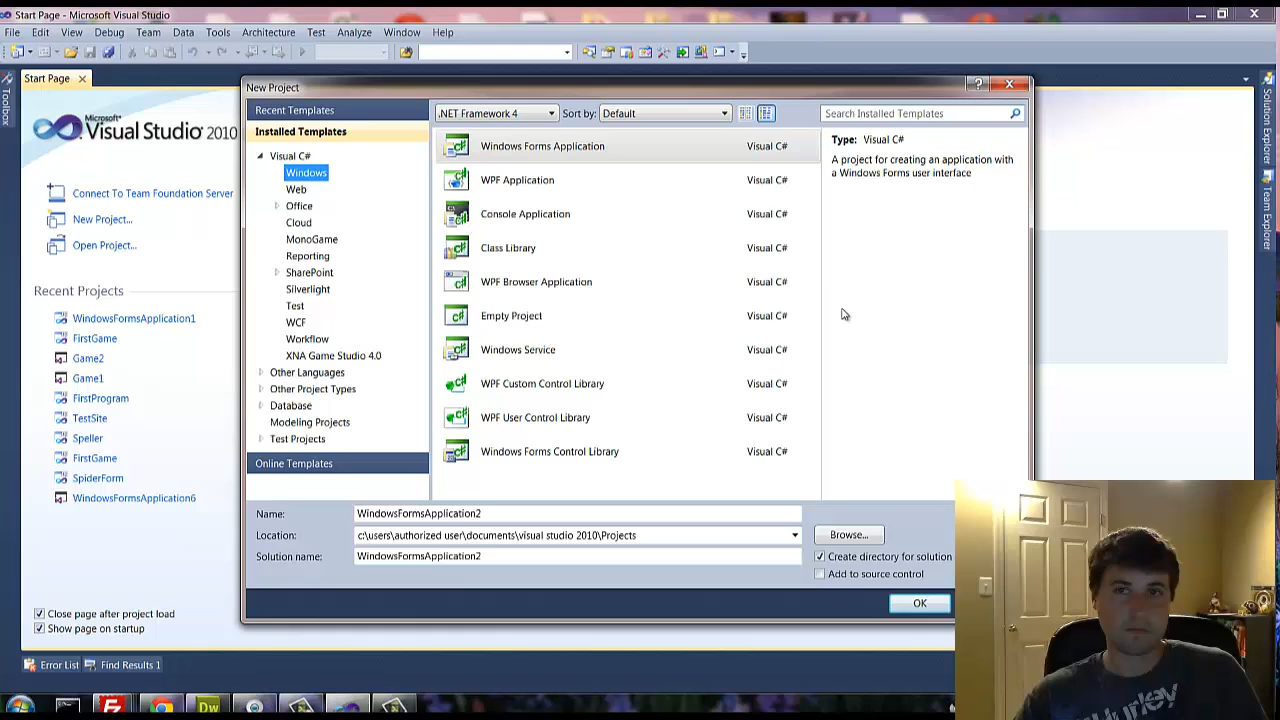 Start Page - Microsoft Visual Studio
File Edit View Debug Team Data Tools Architecture Test Analyze Window Help
Start Page
Toolbox
Solution Explorer
Team Explorer
Microsoft
Visual Studio 2010
Connect To Team Foundation Server
New Project...
Open Project...
Recent Projects
WindowsFormsApplication1
FirstGame
Game2
Game1
FirstProgram
TestSite
Speller
FirstGame
SpiderForm
WindowsFormsApplication6
Close page after project load
Show page on startup
Error List Find Results 1
New Project
Recent Templates
Installed Templates
Visual C#
Windows
Web
Office
Cloud
MonoGame
Reporting
SharePoint
Silverlight
Test
WCF
Workflow
XNA Game Studio 4.0
Other Languages
Other Project Types
Database
Modeling Projects
Test Projects
Online Templates
.NET Framework 4 Sort by: Default
Search Installed Templates
Windows Forms Application Visual C#
WPF Application Visual C#
Console Application Visual C#
Class Library Visual C#
WPF Browser Application Visual C#
Empty Project Visual C#
Windows Service Visual C#
WPF Custom Control Library Visual C#
WPF User Control Library Visual C#
Windows Forms Control Library Visual C#
Type: Visual C#
A project for creating an application with
a Windows Forms user interface
Name: WindowsFormsApplication2
Location: c:\users\authorized user\documents\visual studio 2010\Projects
Browse...
Solution name: WindowsFormsApplication2
Create directory for solution
Add to source control
OK
Hurley
Dw